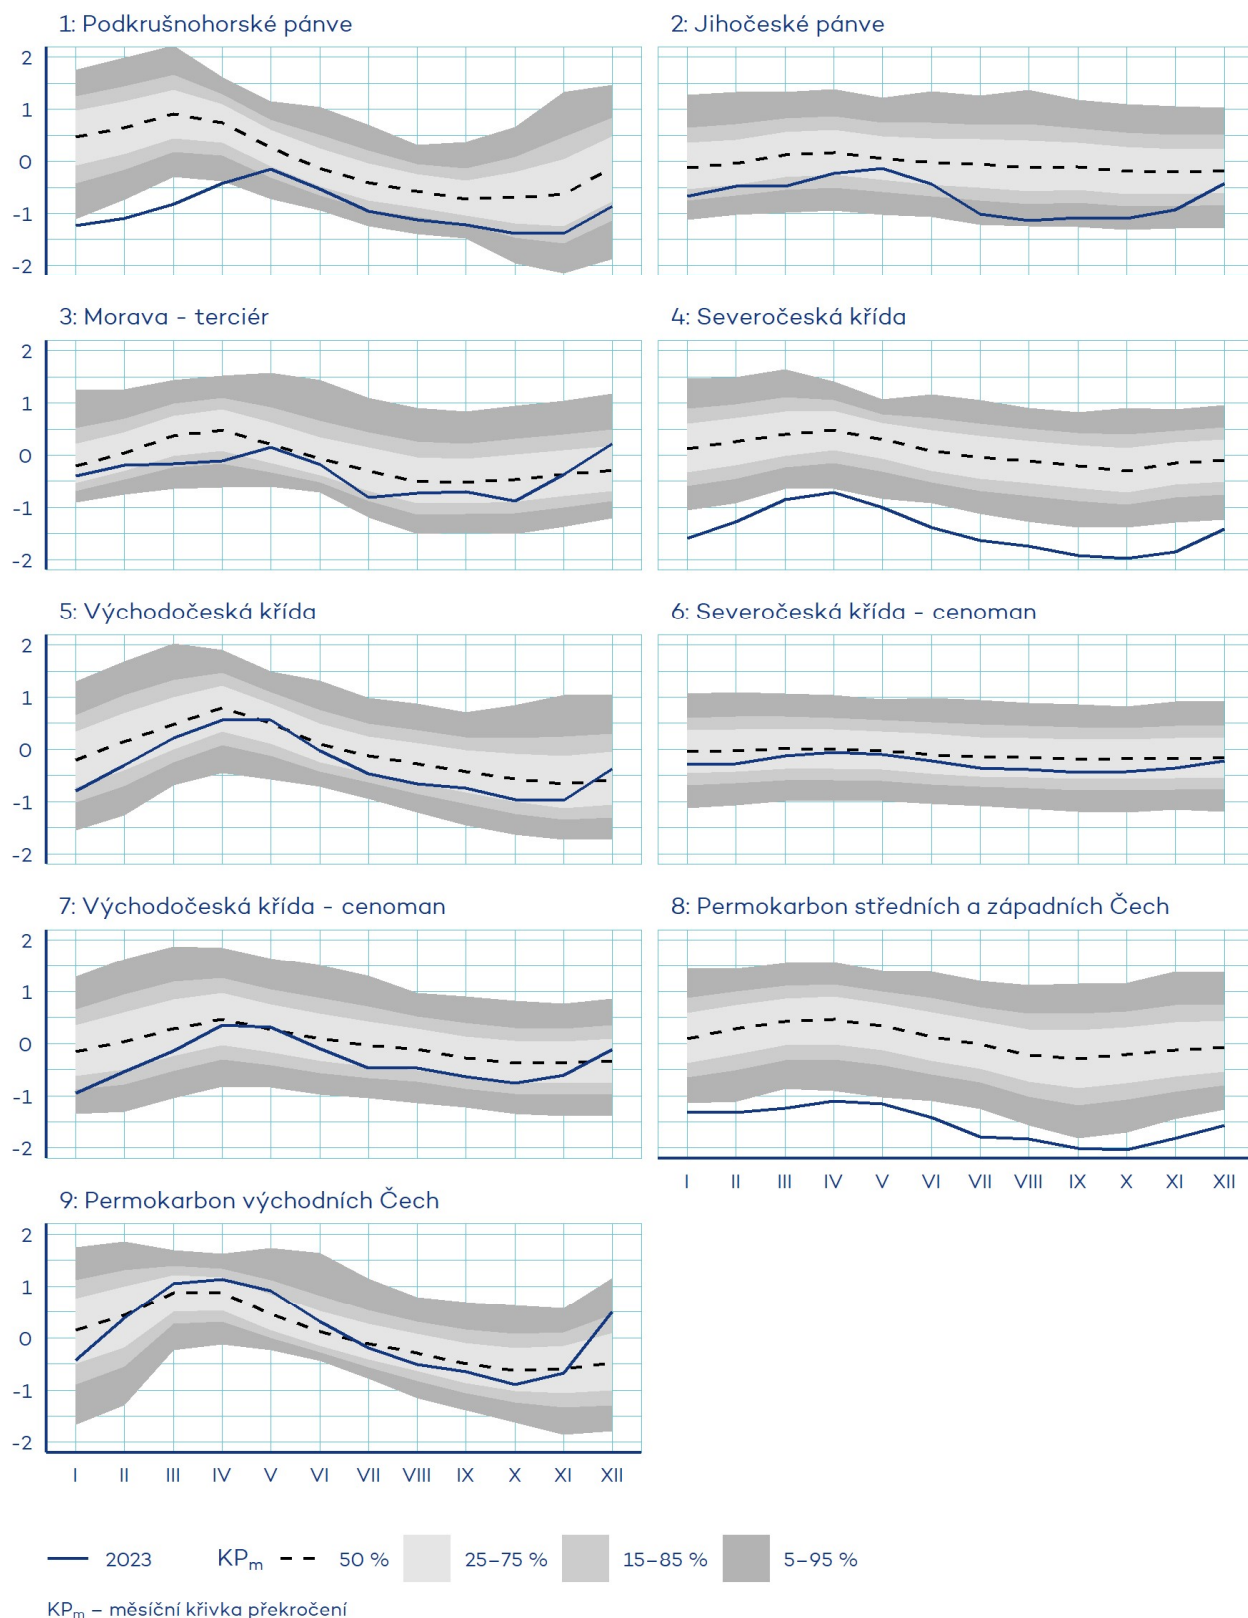 1: Podkrušnohorské pánve
2: Jihočeské pánve
2
1
0
-1
-2
3: Morava - terciér
4: Severočeská křída
2
1
0
-1
-2
5: Východočeská křída
6: Severočeská křída - cenoman
2
1
0
-1
-2
7: Východočeská křída - cenoman
8: Permokarbon středních a západních Čech
2
1
0
-1
-2
I II III IV V VI VII VIII IX X XI XII
9: Permokarbon východních Čech
2
1
0
-1
-2
I II III IV V VI VII VIII IX X XI XII
2023 KPm 50 % 25–75 % 15–85 % 5–95 %
KPm – měsíční křivka překročení